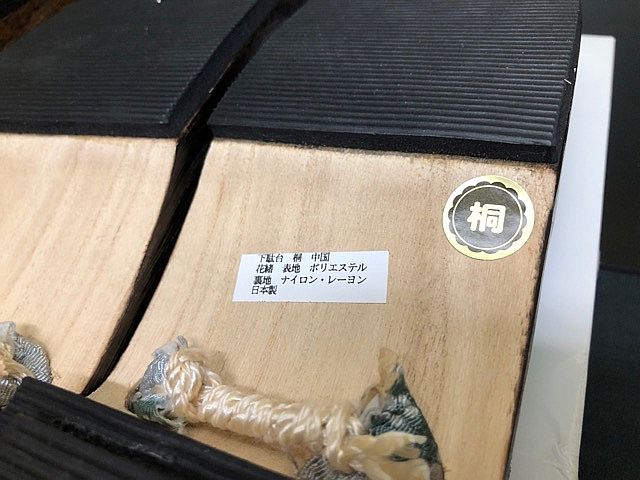 下駄台 桐 中国
花緒 表地 ポリエステル
裏地 ナイロン・レーヨン
日本製
桐